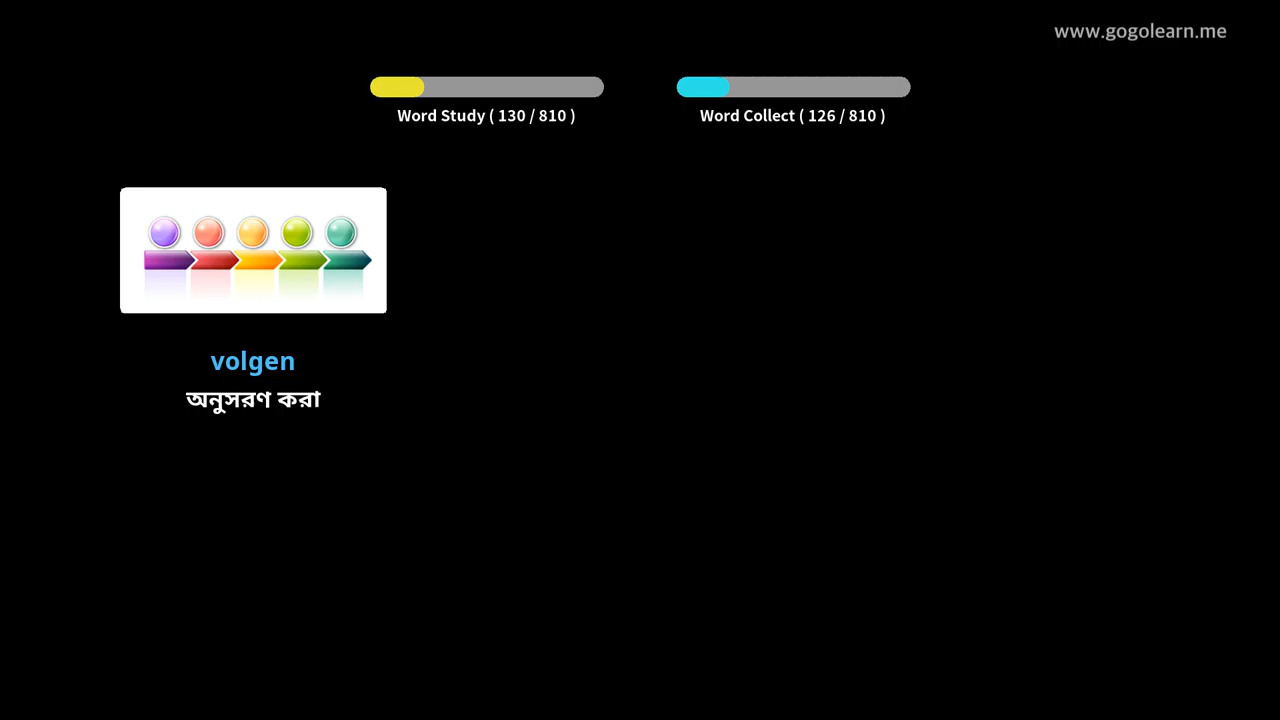 www.gogolearn.me
Word Study ( 130 / 810 )
Word Collect ( 126 / 810 )
volgen
অনুসরণ করা